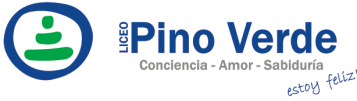 LICEO
Pino Verde
Conciencia - Amor - Sabiduría
estoy feliz!